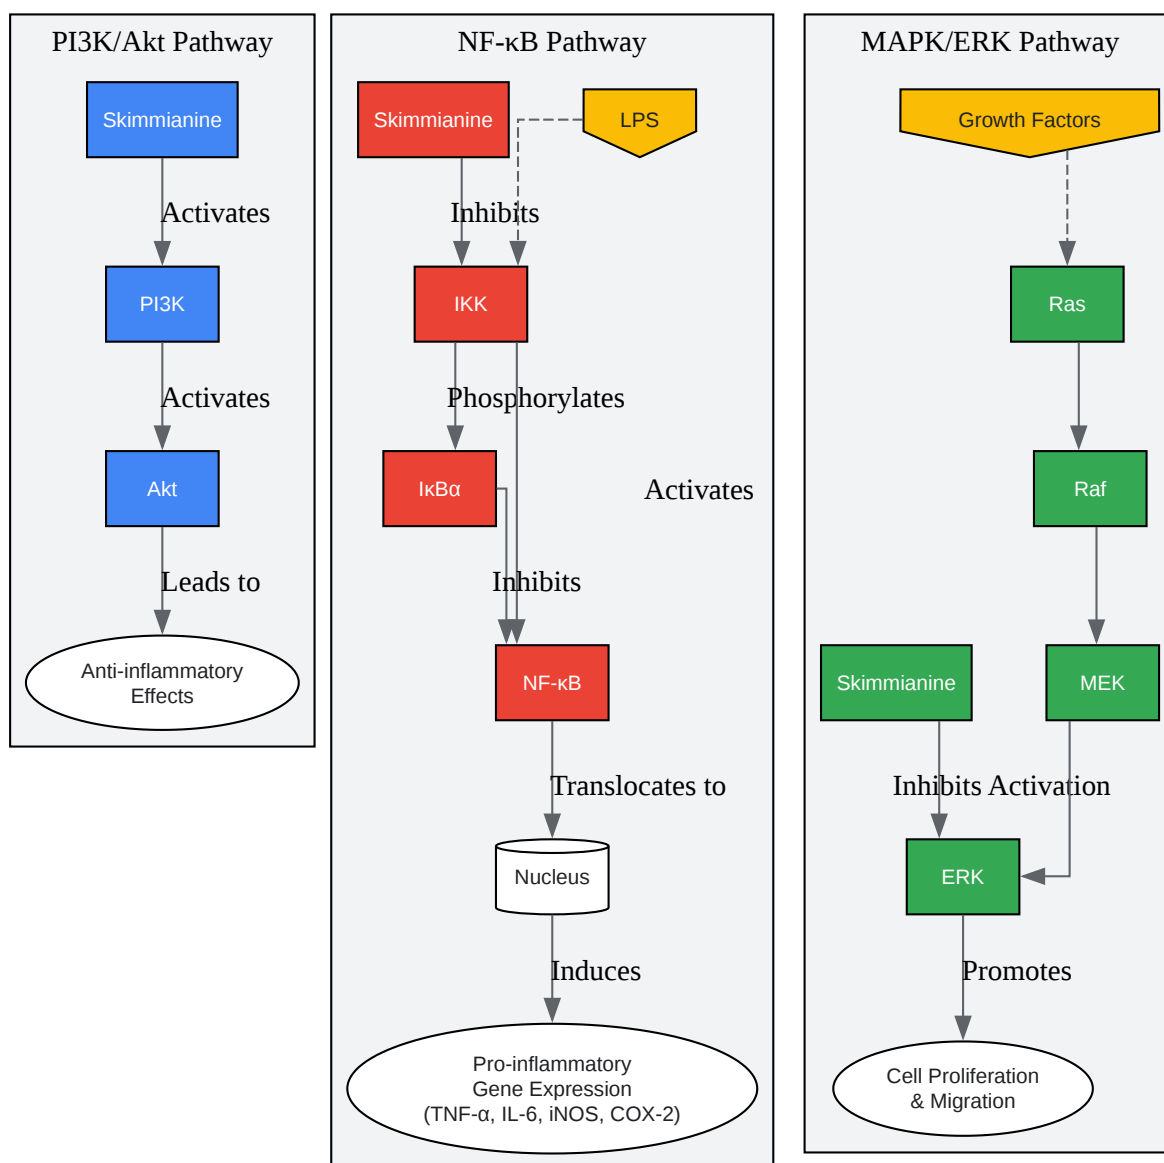 PI3K/Akt Pathway
Skimmianine
Activates
PI3K
Activates
Akt
Leads to
Anti-inflammatory
Effects
NF-κB Pathway
Skimmianine
LPS
Inhibits
IKK
Phosphorylates
IκBα
Activates
Inhibits
NF-κB
Translocates to
Nucleus
Induces
Pro-inflammatory
Gene Expression
(TNF-α, IL-6, iNOS, COX-2)
MAPK/ERK Pathway
Growth Factors
Ras
Raf
Skimmianine
MEK
Inhibits Activation
ERK
Promotes
Cell Proliferation
& Migration